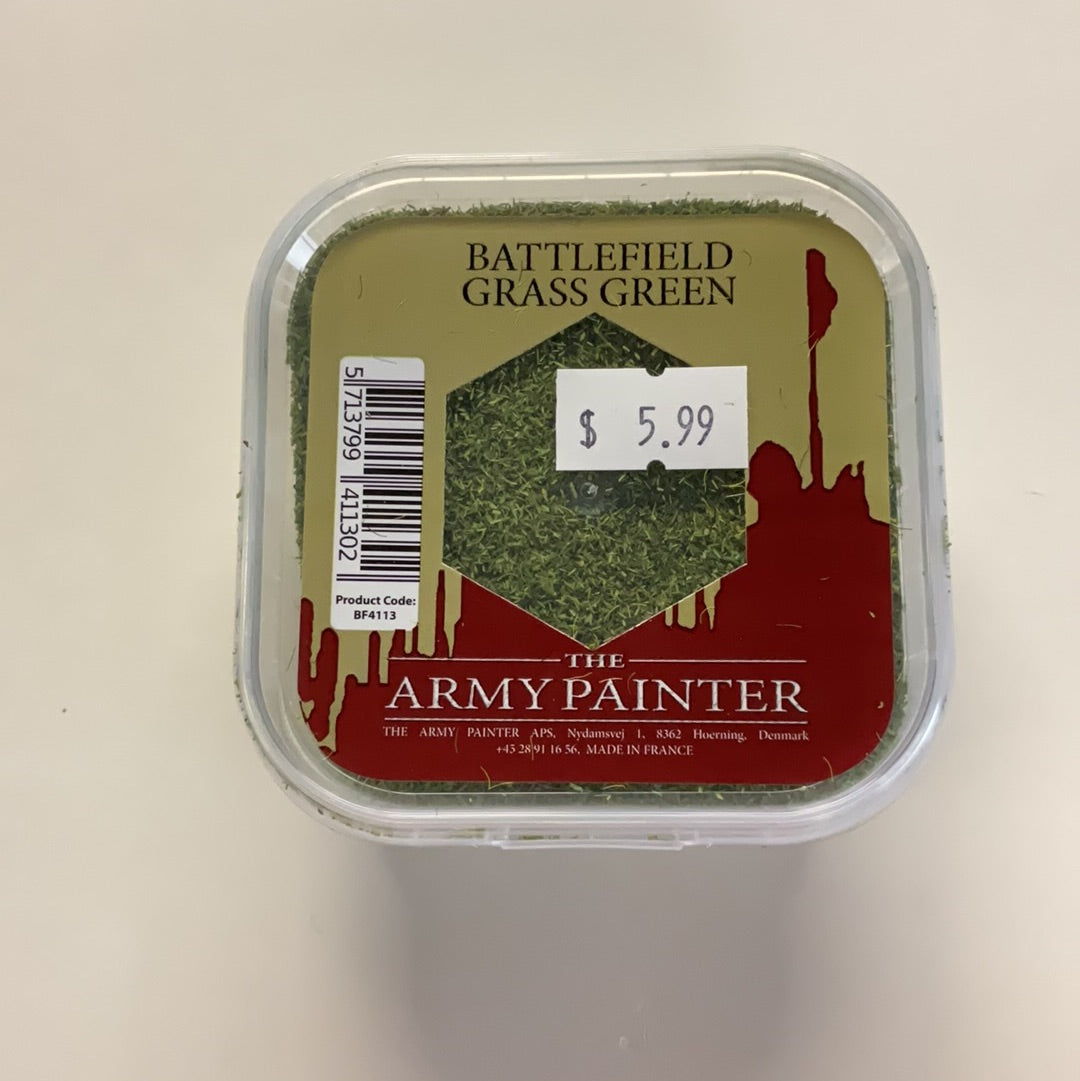 BATTLEFIELD
GRASS GREEN
$ 5.99
5 713799 411302
Product Code:
BF4113
THE
ARMY PAINTER
THE ARMY PAINTER APS, Nydamsvej 1, 8362 Hoerning, Denmark
+45 28 91 16 56, MADE IN FRANCE